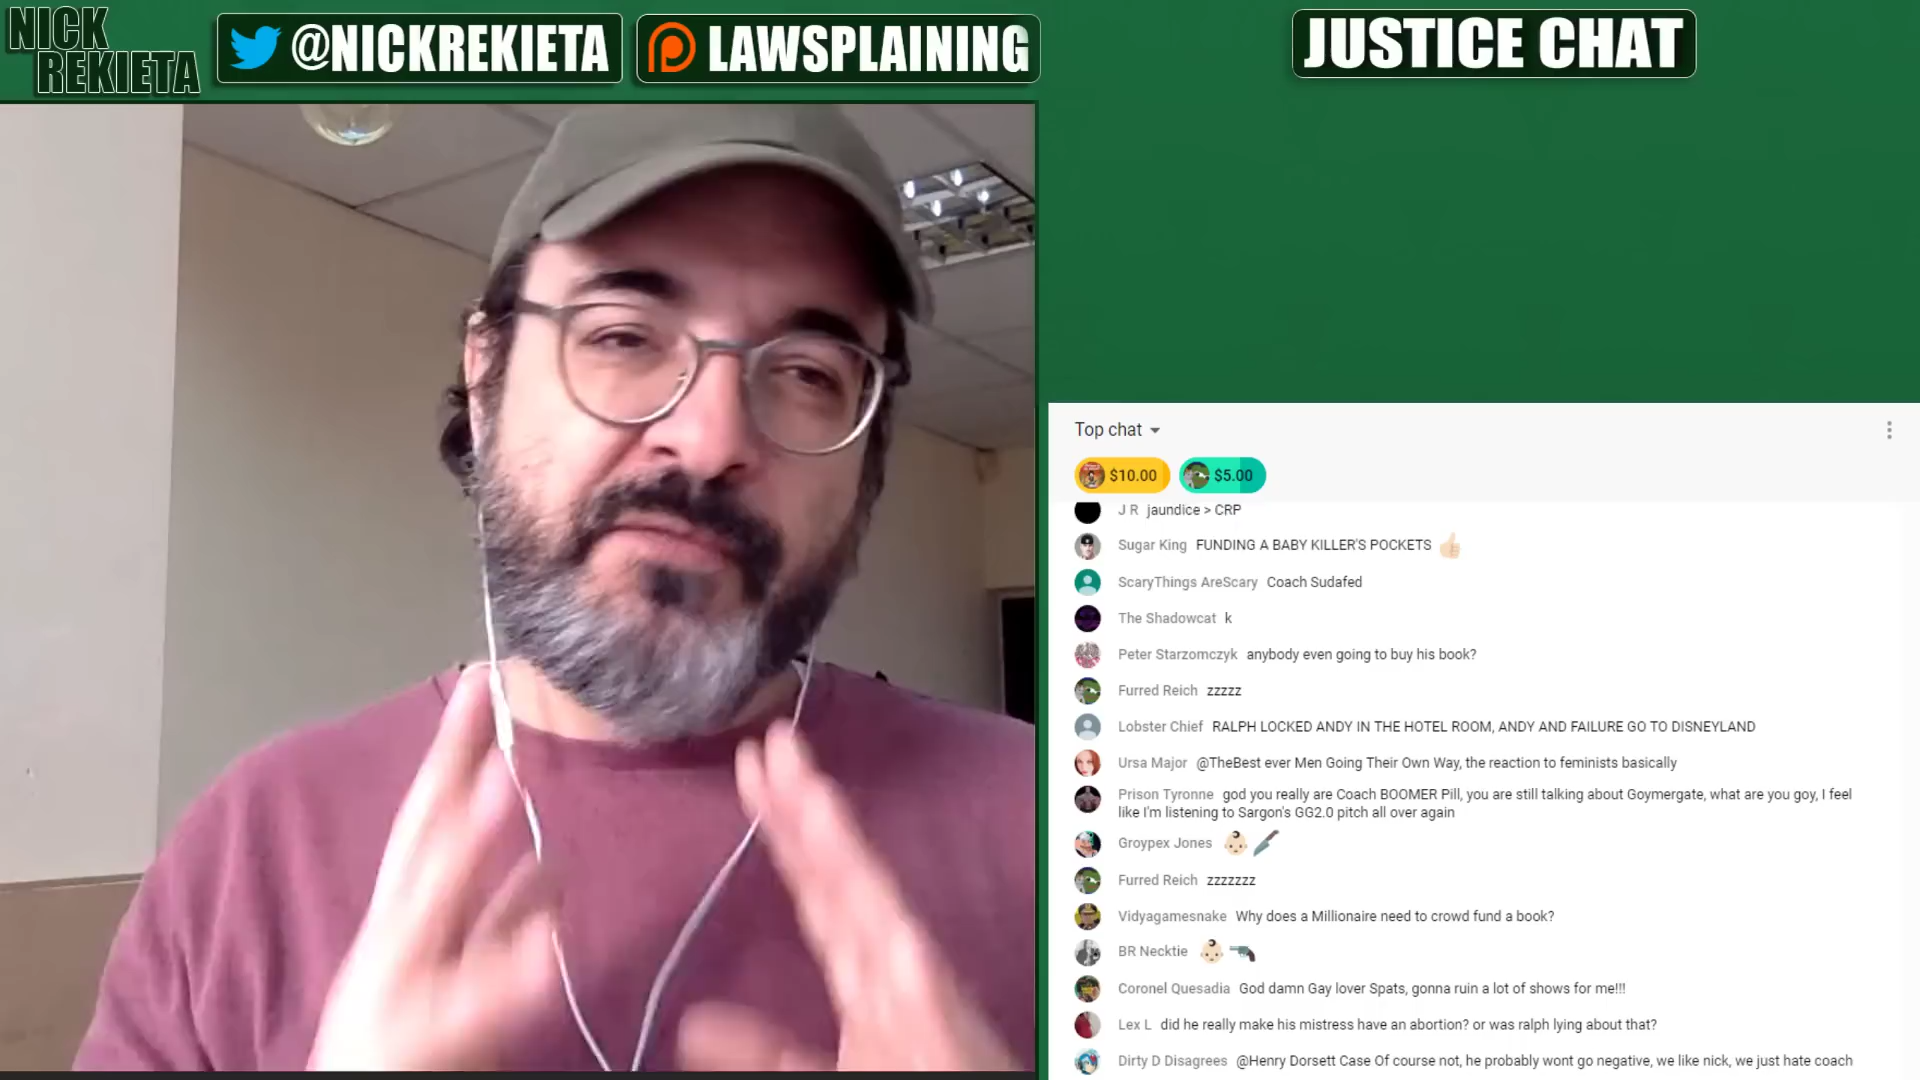 NICK
REKIETA
@NICKREKIETA
LAWSPLAINING
JUSTICE CHAT
Top chat
$10.00 $5.00
J R jaundice > CRP
Sugar King FUNDING A BABY KILLER'S POCKETS 👍🏻
ScaryThings AreScary Coach Sudafed
The Shadowcat k
Peter Starzomczyk anybody even going to buy his book?
Furred Reich zzzzz
Lobster Chief RALPH LOCKED ANDY IN THE HOTEL ROOM, ANDY AND FAILURE GO TO DISNEYLAND
Ursa Major @TheBest ever Men Going Their Own Way, the reaction to feminists basically
Prison Tyronne god you really are Coach BOOMER Pill, you are still talking about Goymergate, what are you goy, I feel
like I'm listening to Sargon's GG2.0 pitch all over again
Groypex Jones 👶🏻🔪
Furred Reich zzzzzzz
Vidyagamesnake Why does a Millionaire need to crowd fund a book?
BR Necktie 👶🏻🔫
Coronel Quesadia God damn Gay lover Spats, gonna ruin a lot of shows for me!!!
Lex L did he really make his mistress have an abortion? or was ralph lying about that?
Dirty D Disagrees @Henry Dorsett Case Of course not, he probably wont go negative, we like nick, we just hate coach